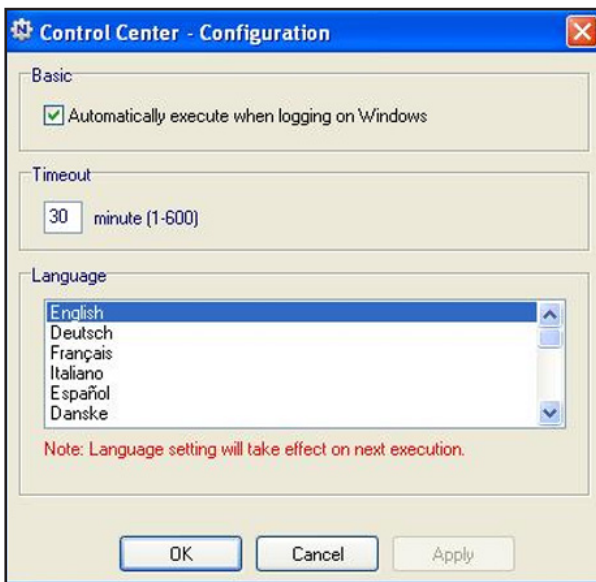 Control Center - Configuration
Basic
Automatically execute when logging on Windows
Timeout
30 minute (1-600)
Language
English
Deutsch
Français
Italiano
Español
Danske
Note: Language setting will take effect on next execution.
OK Cancel Apply